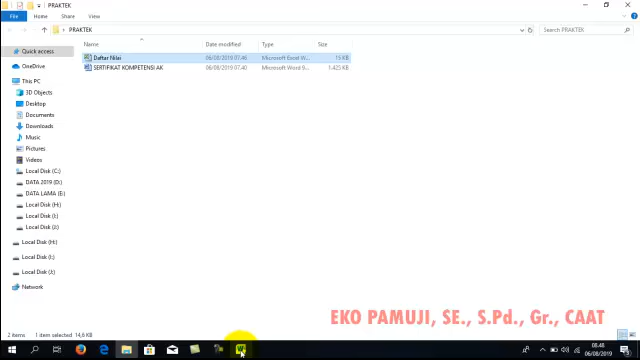 PRAKTEK
File Home Share View
PRAKTEK
Search PRAKTEK
Name Date modified Type Size
Quick access
Daftar Nilai 06/08/2019 07.46 Microsoft Excel W... 15 KB
SERTIFIKAT KOMPETENSI AK 06/08/2019 07.40 Microsoft Word 9... 1.425 KB
OneDrive
This PC
3D Objects
Desktop
Documents
Downloads
Music
Pictures
Videos
Local Disk (C:)
DATA 2019 (D:)
DATA LAMA (E:)
Local Disk (H:)
Local Disk (I:)
Local Disk (J:)
Local Disk (H:)
Local Disk (I:)
Local Disk (J:)
Network
EKO PAMUJI, SE., S.Pd., Gr., CAAT
2 items 1 item selected 14,6 KB
08.46
06/08/2019